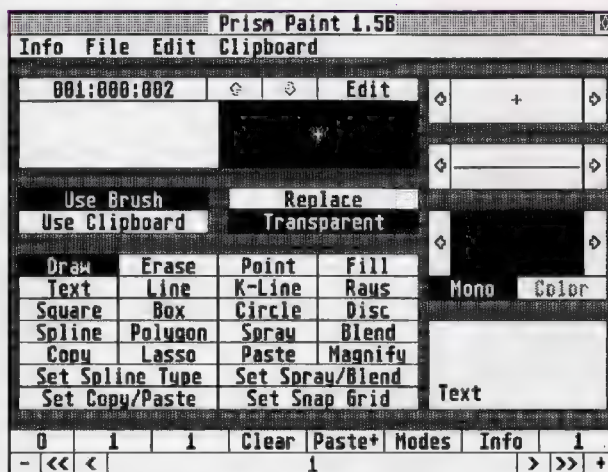 Prism Paint 1.5B
Info File Edit Clipboard
001:000:002 Edit
Use Brush Replace
Use Clipboard Transparent
Draw Erase Point Fill
Text Line K-Line Rays
Mono Color
Square Box Circle Disc
Spline Polygon Spray Blend
Copy Lasso Paste Magnify
Set Spline Type Set Spray/Blend
Set Copy/Paste Set Snap Grid
Text
0 1 1 Clear Paste+ Modes Info 1
- << < 1 > >> +